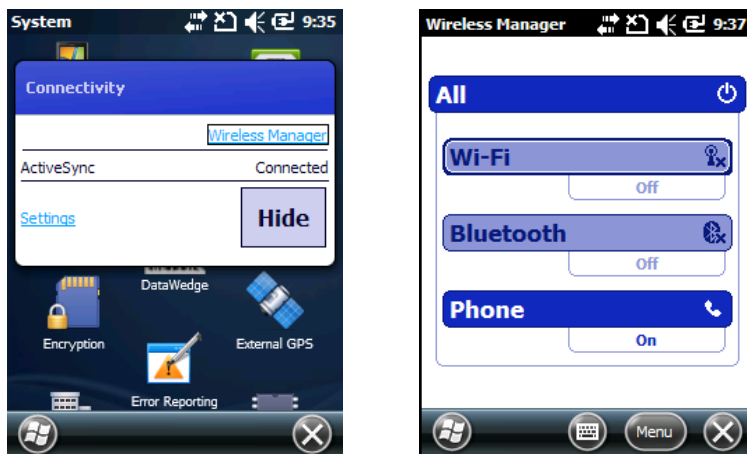 System 9:35
Connectivity
Wireless Manager
ActiveSync Connected
Settings Hide
DataWedge
Encryption External GPS
Error Reporting
Wireless Manager 9:37
All
Wi-Fi
Off
Bluetooth
Off
Phone
On
Menu